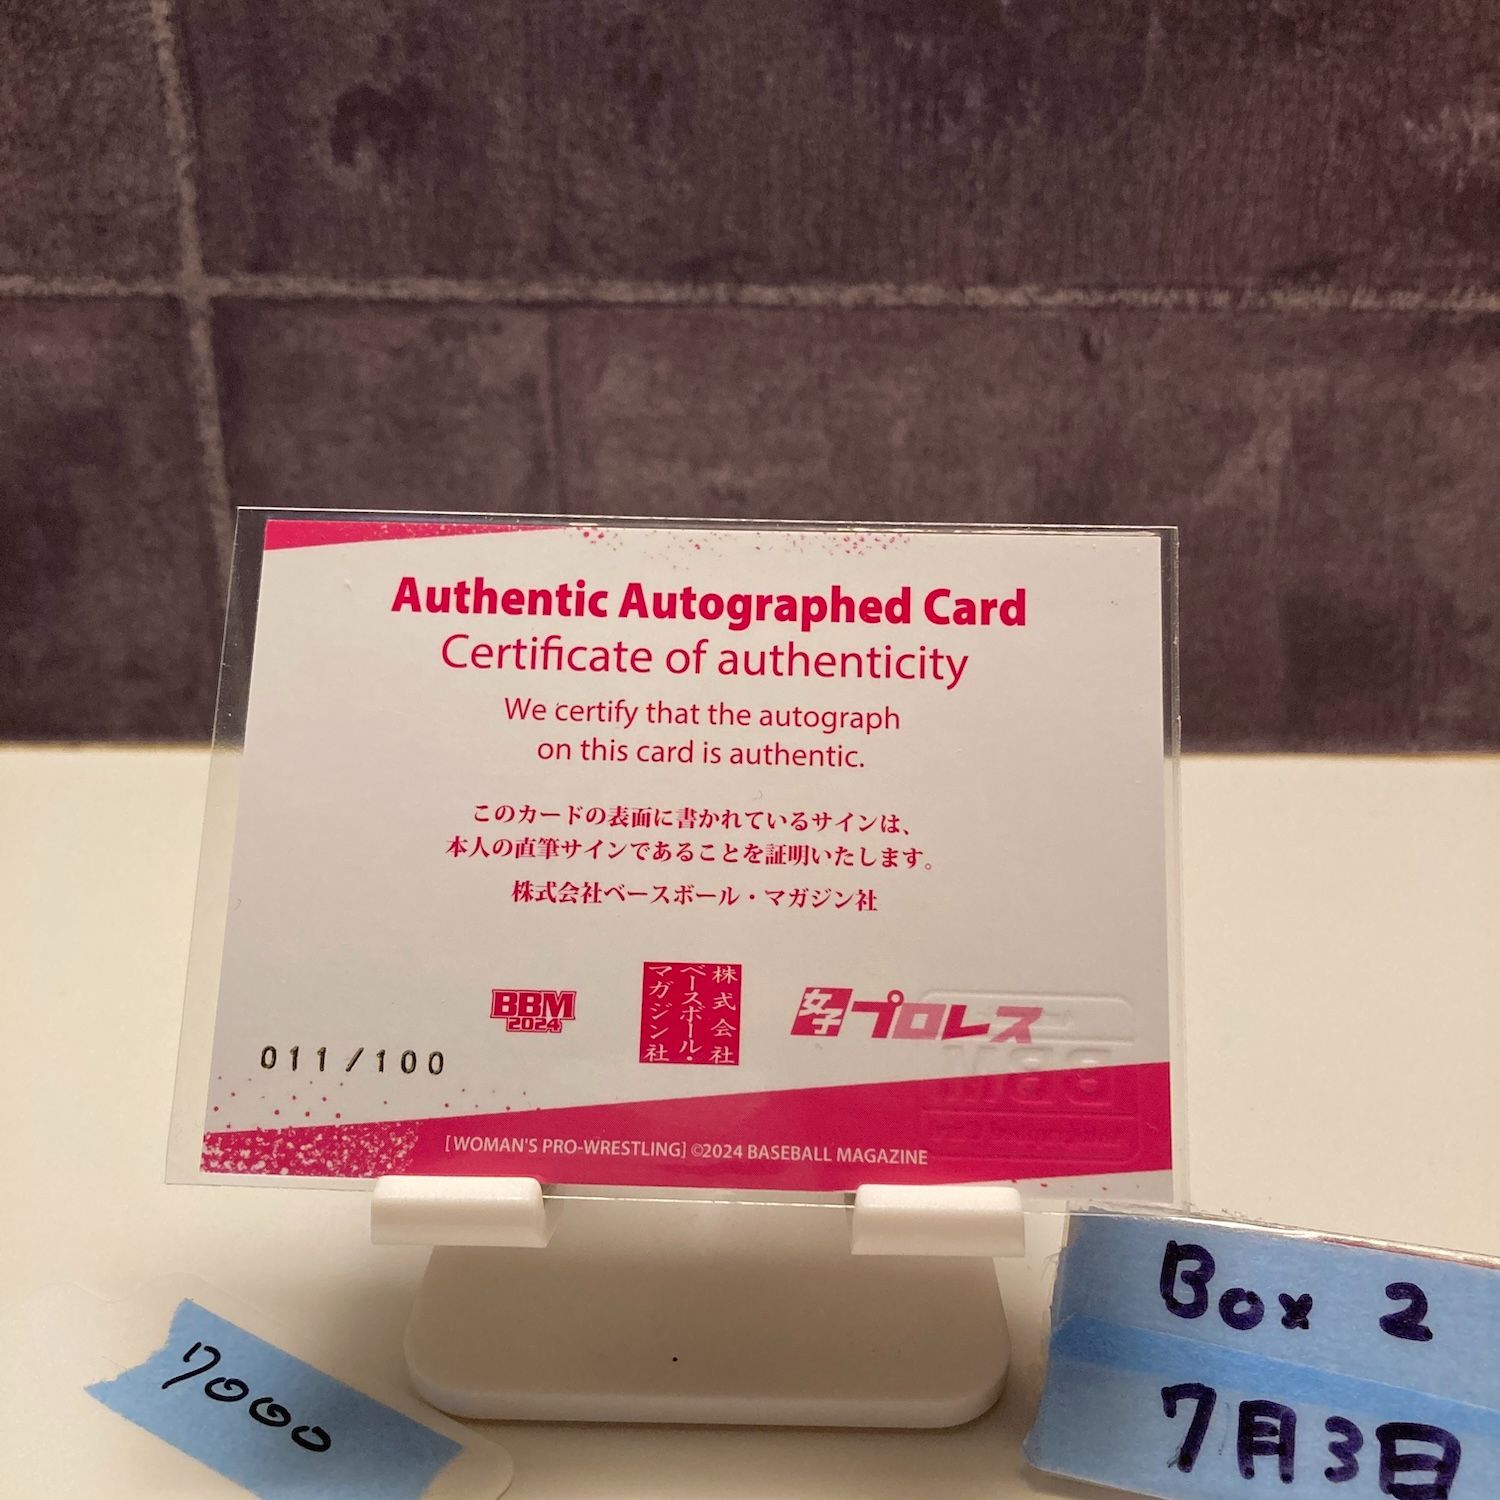 Authentic Autographed Card
Certificate of authenticity
We certify that the autograph
on this card is authentic.
このカードの表面に書かれているサインは、
本人の直筆サインであることを証明いたします。
株式会社ベースボール・マガジン社
BBM
2024
株式会社
ベースボール・
マガジン社
女子プロレス
011/100
[WOMAN'S PRO-WRESTLING] ©2024 BASEBALL MAGAZINE
7000
Box 2
7月3日